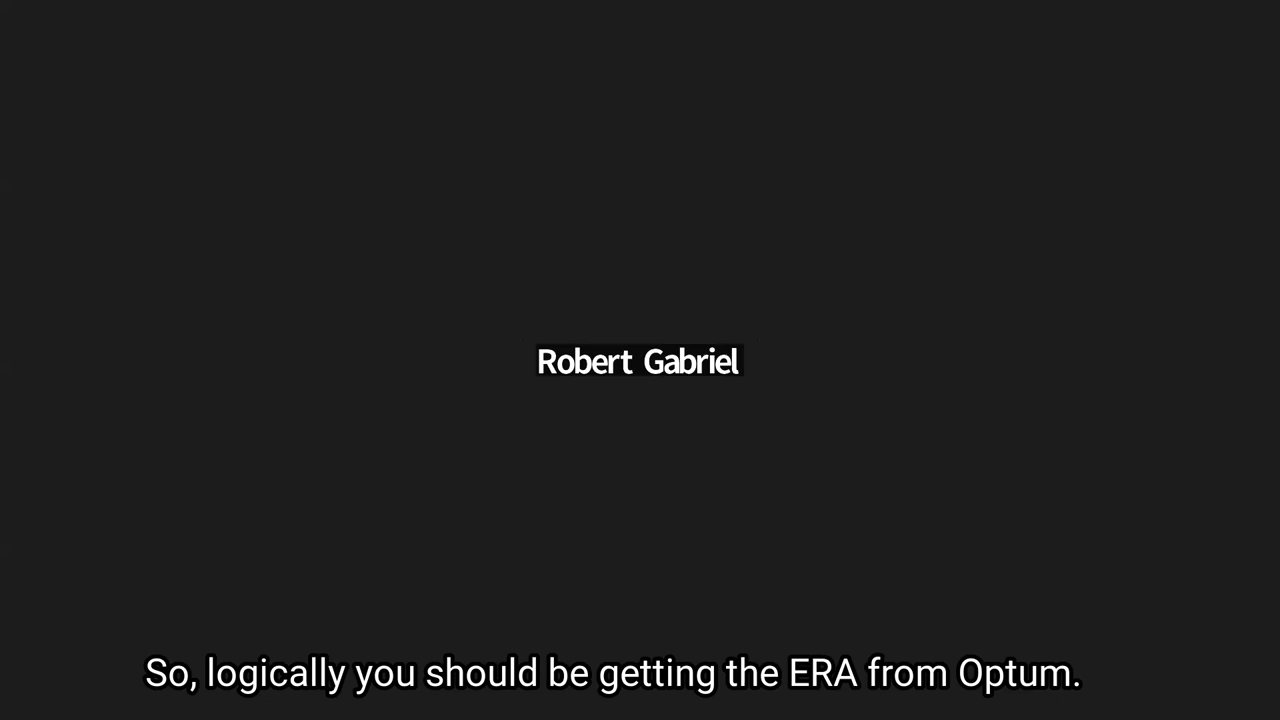 Robert Gabriel
So, logically you should be getting the ERA from Optum.